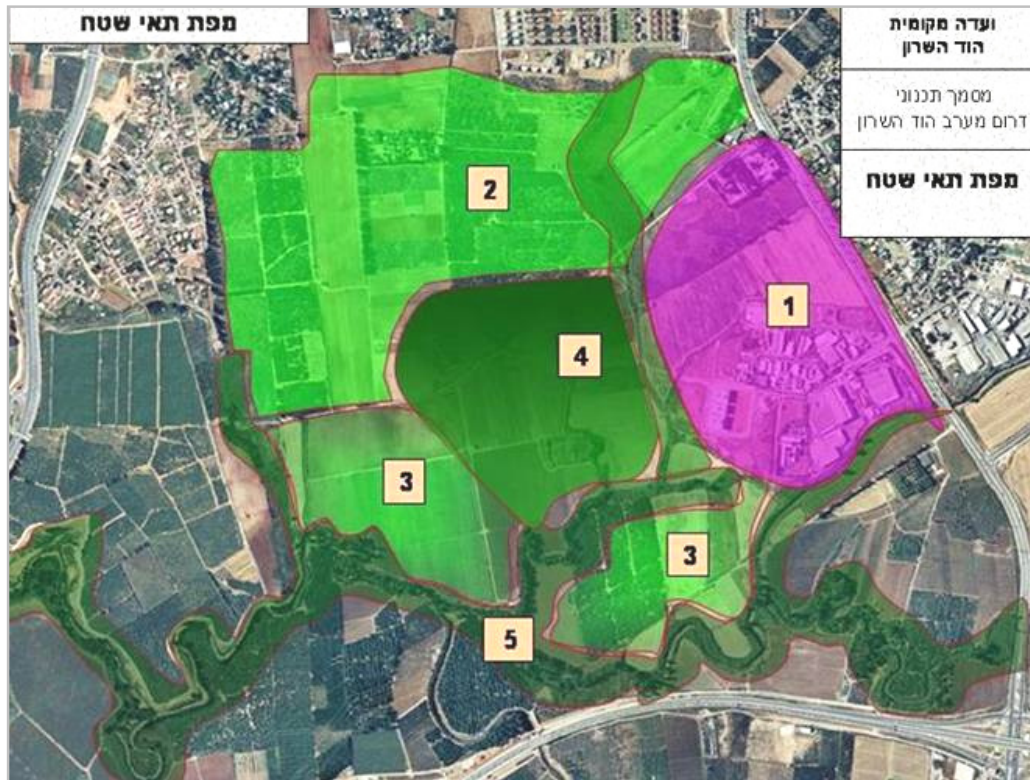 מפת תאי שטח
ועדה מקומית
הוד השרון
מסמך תכנוני
דרום מערב הוד השרון
מפת תאי שטח
2
1
4
3
3
5